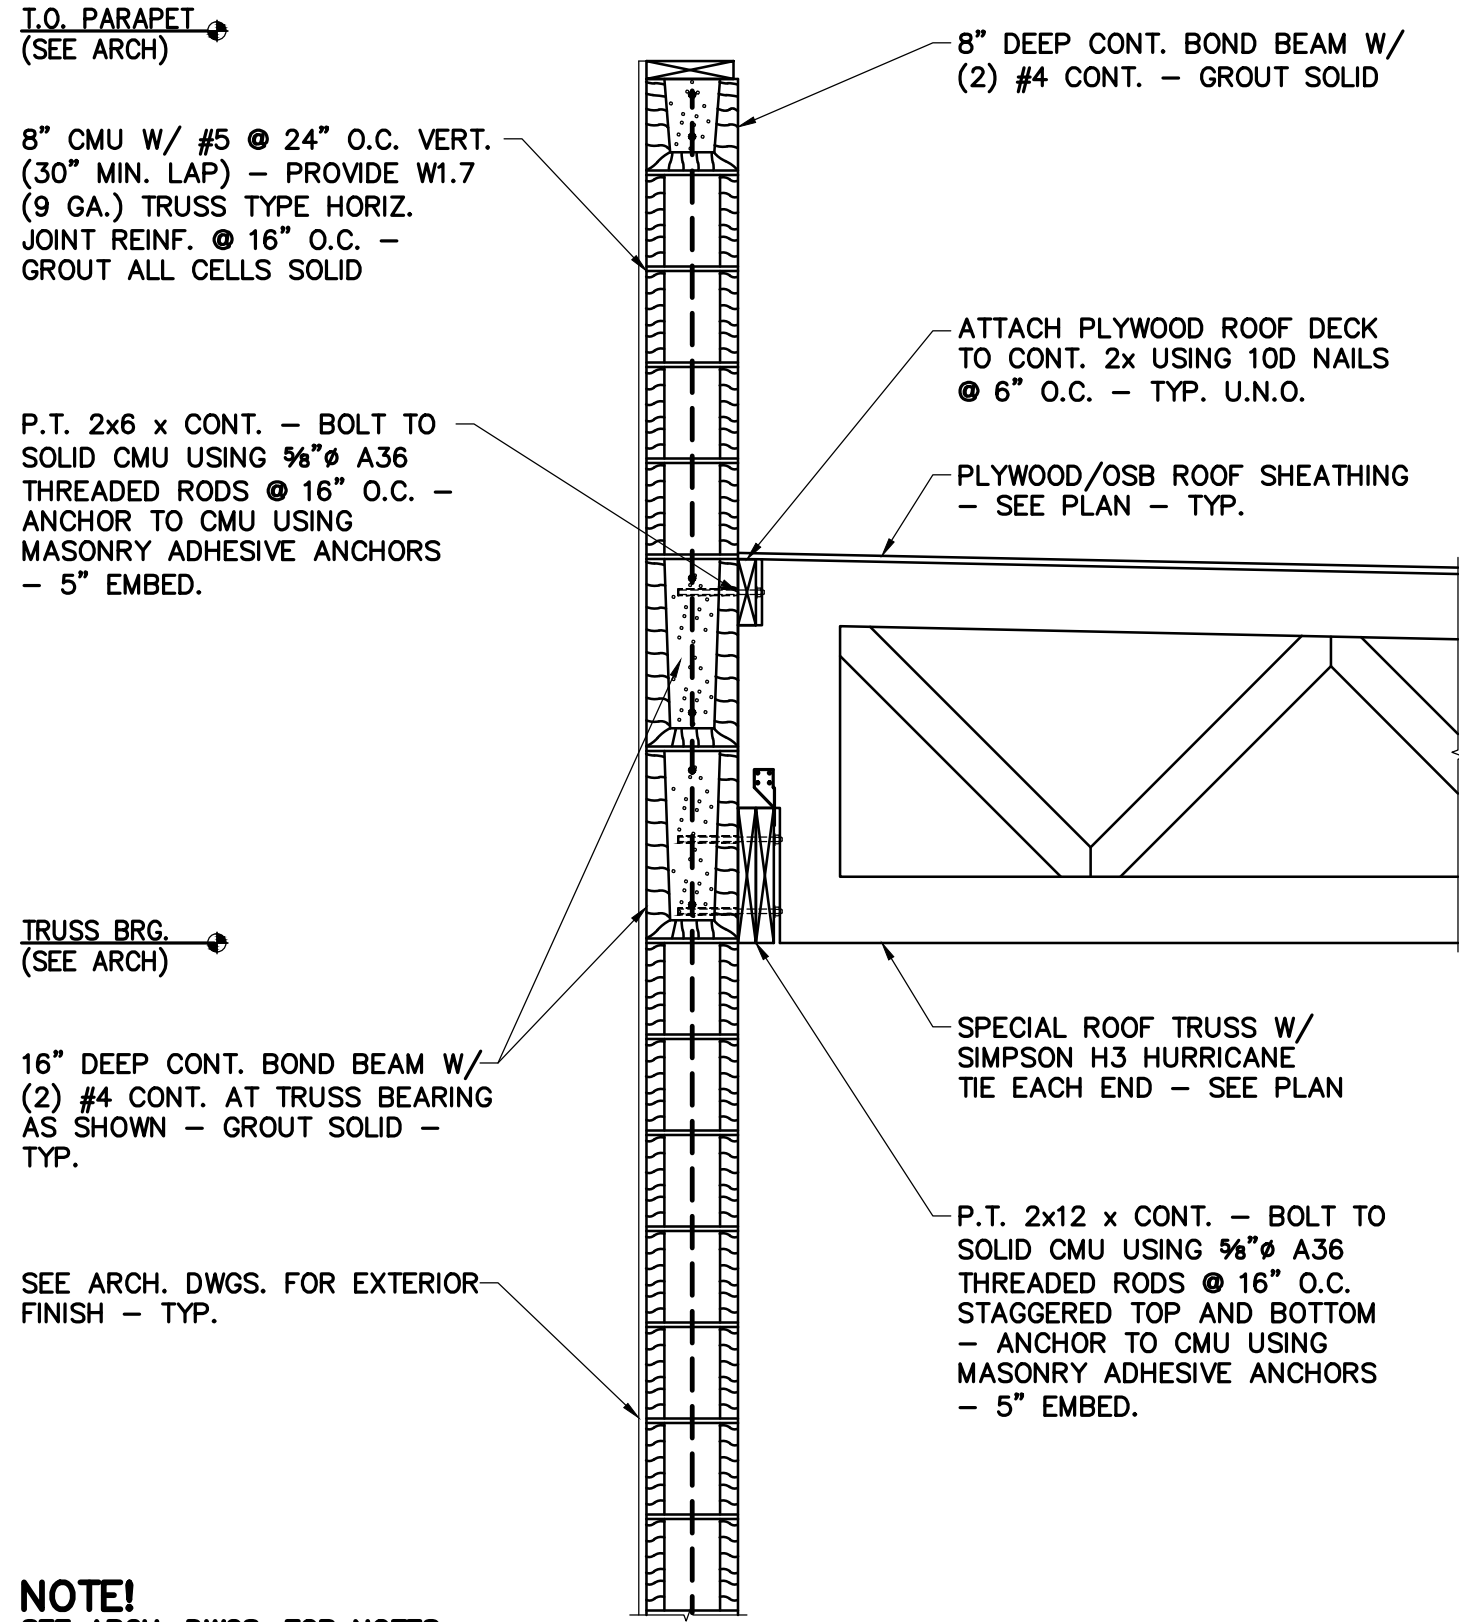 T.O. PARAPET
(SEE ARCH)
8" CMU W/ #5 @ 24" O.C. VERT.
(30" MIN. LAP) – PROVIDE W1.7
(9 GA.) TRUSS TYPE HORIZ.
JOINT REINF. @ 16" O.C. –
GROUT ALL CELLS SOLID
P.T. 2x6 x CONT. – BOLT TO
SOLID CMU USING ⅝"ø A36
THREADED RODS @ 16" O.C. –
ANCHOR TO CMU USING
MASONRY ADHESIVE ANCHORS
– 5" EMBED.
TRUSS BRG.
(SEE ARCH)
16" DEEP CONT. BOND BEAM W/
(2) #4 CONT. AT TRUSS BEARING
AS SHOWN – GROUT SOLID –
TYP.
SEE ARCH. DWGS. FOR EXTERIOR
FINISH – TYP.
NOTE!
SEE ARCH. DWGS. FOR NOTES
8" DEEP CONT. BOND BEAM W/
(2) #4 CONT. – GROUT SOLID
ATTACH PLYWOOD ROOF DECK
TO CONT. 2x USING 10D NAILS
@ 6" O.C. – TYP. U.N.O.
PLYWOOD/OSB ROOF SHEATHING
– SEE PLAN – TYP.
SPECIAL ROOF TRUSS W/
SIMPSON H3 HURRICANE
TIE EACH END – SEE PLAN
P.T. 2x12 x CONT. – BOLT TO
SOLID CMU USING ⅝"ø A36
THREADED RODS @ 16" O.C.
STAGGERED TOP AND BOTTOM
– ANCHOR TO CMU USING
MASONRY ADHESIVE ANCHORS
– 5" EMBED.